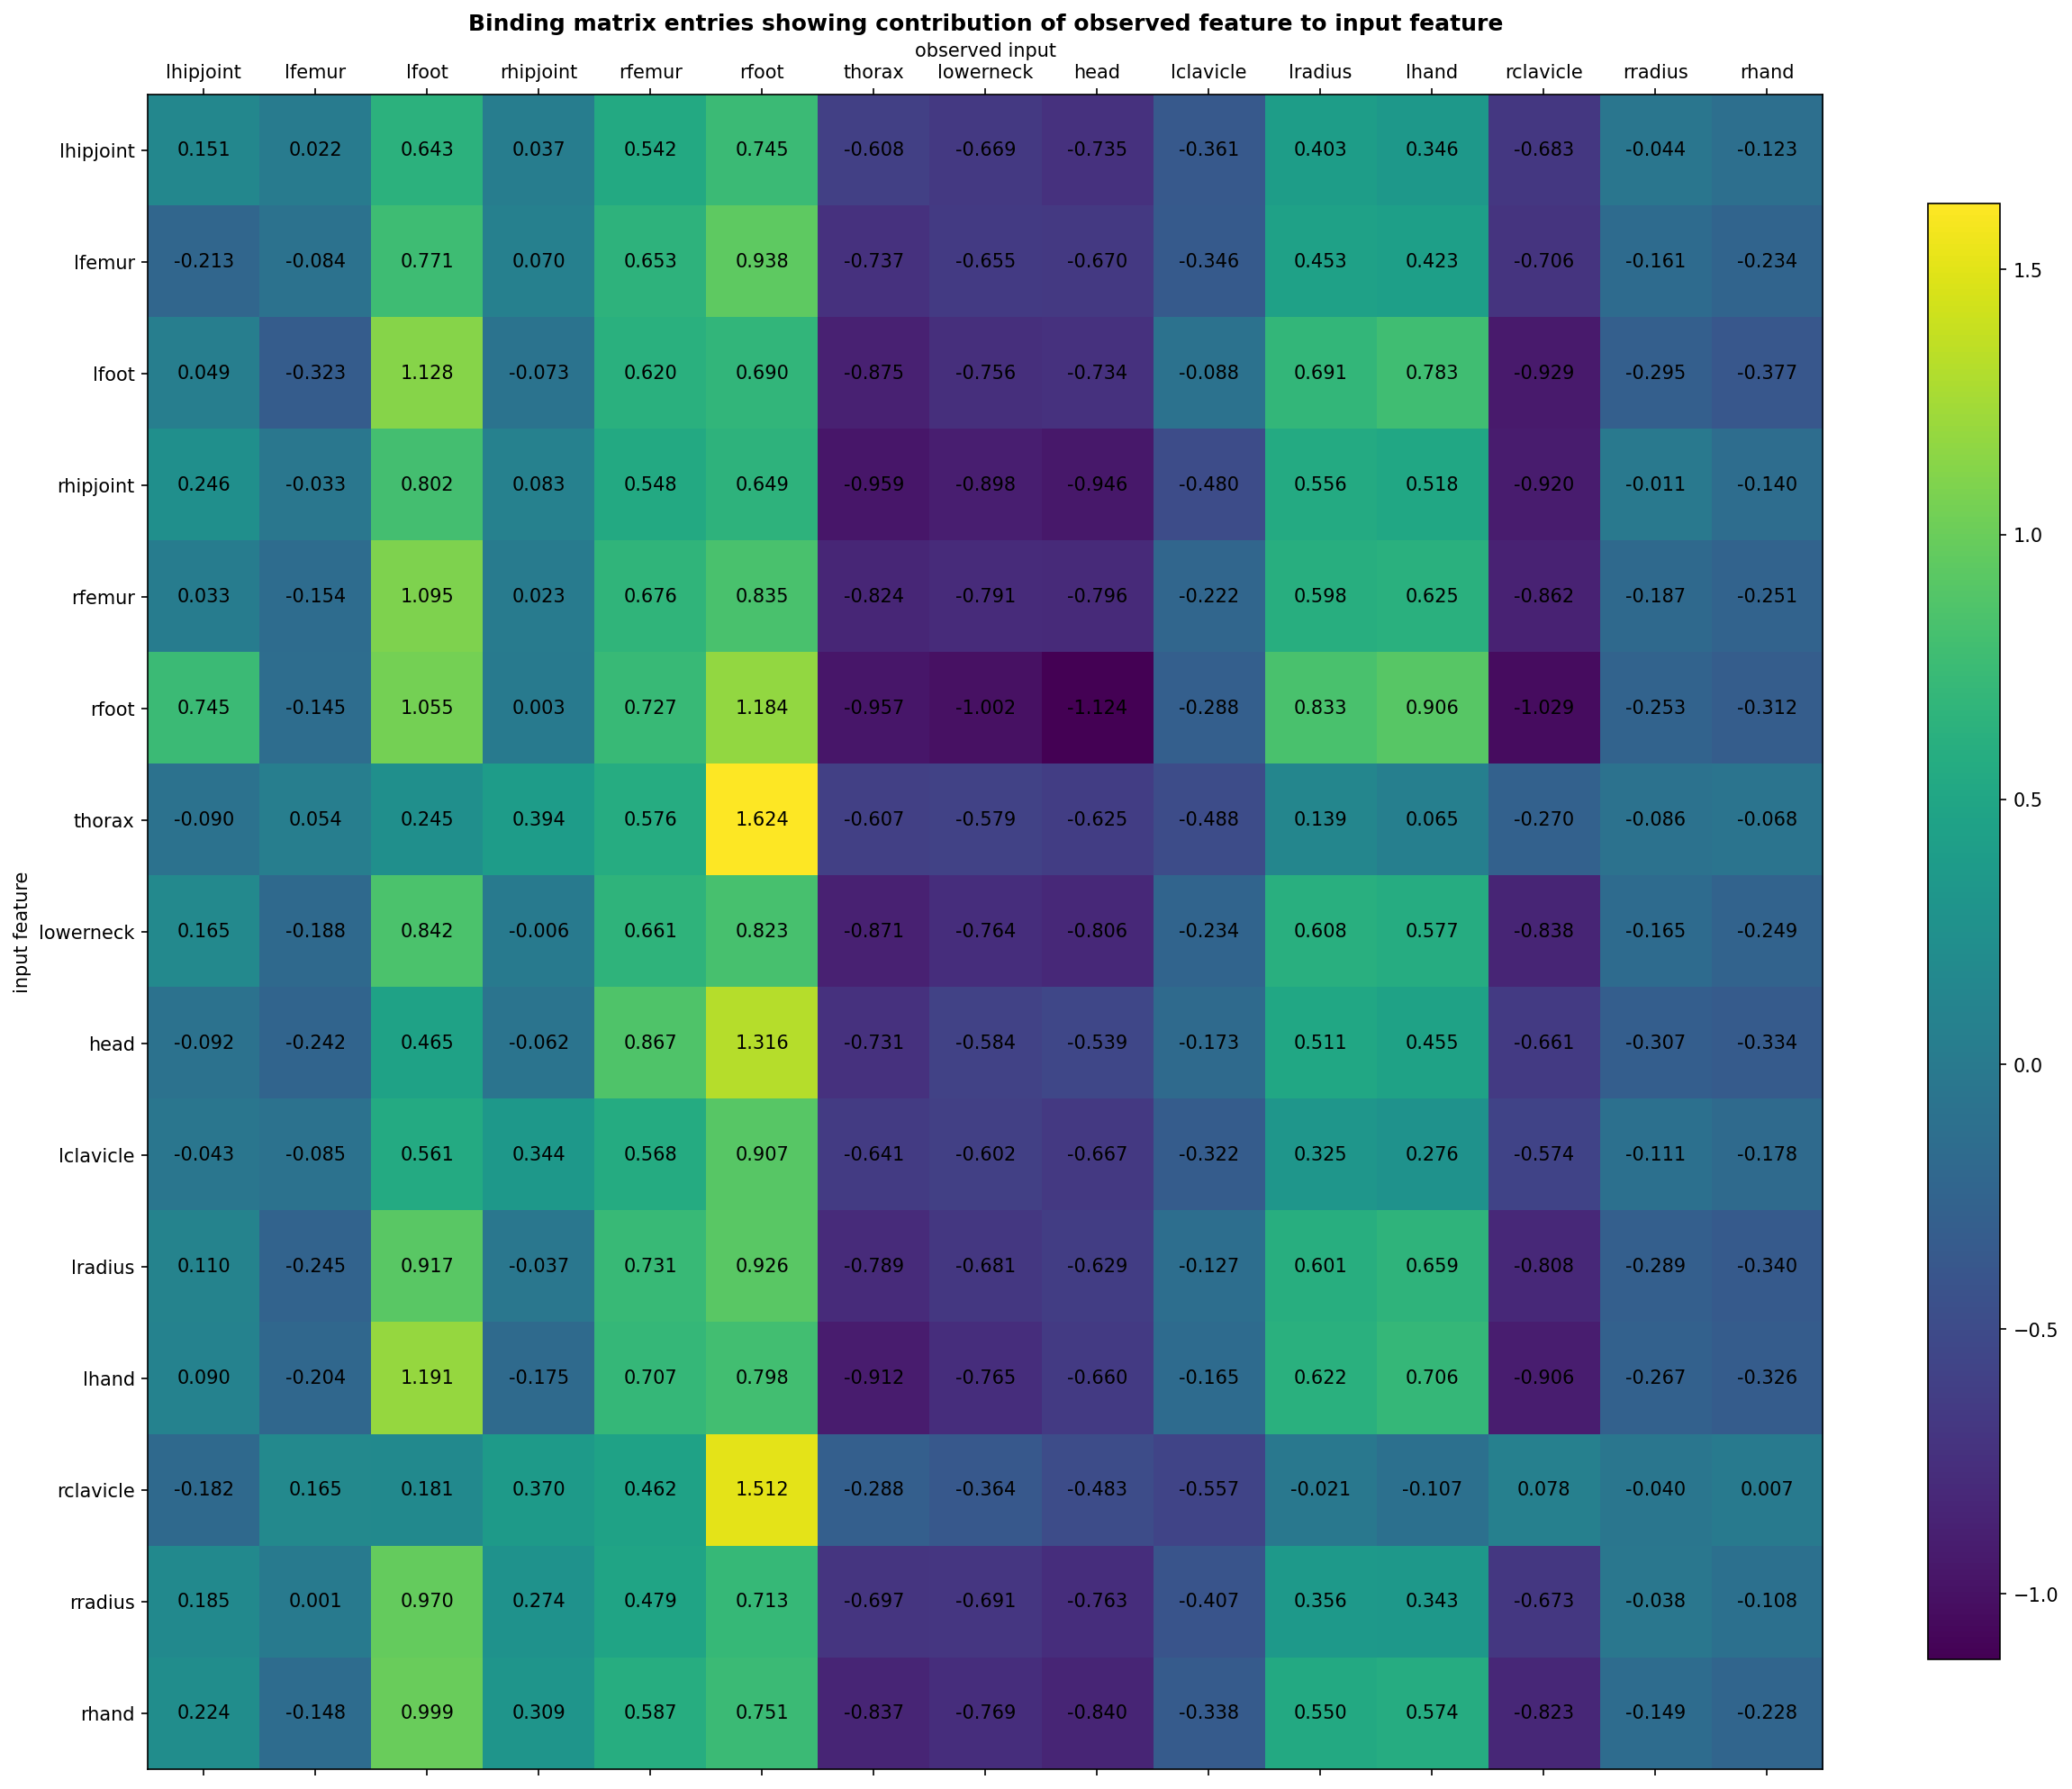 Binding matrix entries showing contribution of observed feature to input feature
observed input
lhipjoint lfemur lfoot rhipjoint rfemur rfoot thorax lowerneck head lclavicle lradius lhand rclavicle rradius rhand
lhipjoint 0.151 0.022 0.643 0.037 0.542 0.745 -0.608 -0.669 -0.735 -0.361 0.403 0.346 -0.683 -0.044 -0.123
lfemur -0.213 -0.084 0.771 0.070 0.653 0.938 -0.737 -0.655 -0.670 -0.346 0.453 0.423 -0.706 -0.161 -0.234
lfoot 0.049 -0.323 1.128 -0.073 0.620 0.690 -0.875 -0.756 -0.734 -0.088 0.691 0.783 -0.929 -0.295 -0.377
rhipjoint 0.246 -0.033 0.802 0.083 0.548 0.649 -0.959 -0.898 -0.946 -0.480 0.556 0.518 -0.920 -0.011 -0.140
rfemur 0.033 -0.154 1.095 0.023 0.676 0.835 -0.824 -0.791 -0.796 -0.222 0.598 0.625 -0.862 -0.187 -0.251
rfoot 0.745 -0.145 1.055 0.003 0.727 1.184 -0.957 -1.002 -1.124 -0.288 0.833 0.906 -1.029 -0.253 -0.312
thorax -0.090 0.054 0.245 0.394 0.576 1.624 -0.607 -0.579 -0.625 -0.488 0.139 0.065 -0.270 -0.086 -0.068
lowerneck 0.165 -0.188 0.842 -0.006 0.661 0.823 -0.871 -0.764 -0.806 -0.234 0.608 0.577 -0.838 -0.165 -0.249
head -0.092 -0.242 0.465 -0.062 0.867 1.316 -0.731 -0.584 -0.539 -0.173 0.511 0.455 -0.661 -0.307 -0.334
lclavicle -0.043 -0.085 0.561 0.344 0.568 0.907 -0.641 -0.602 -0.667 -0.322 0.325 0.276 -0.574 -0.111 -0.178
lradius 0.110 -0.245 0.917 -0.037 0.731 0.926 -0.789 -0.681 -0.629 -0.127 0.601 0.659 -0.808 -0.289 -0.340
lhand 0.090 -0.204 1.191 -0.175 0.707 0.798 -0.912 -0.765 -0.660 -0.165 0.622 0.706 -0.906 -0.267 -0.326
rclavicle -0.182 0.165 0.181 0.370 0.462 1.512 -0.288 -0.364 -0.483 -0.557 -0.021 -0.107 0.078 -0.040 0.007
rradius 0.185 0.001 0.970 0.274 0.479 0.713 -0.697 -0.691 -0.763 -0.407 0.356 0.343 -0.673 -0.038 -0.108
rhand 0.224 -0.148 0.999 0.309 0.587 0.751 -0.837 -0.769 -0.840 -0.338 0.550 0.574 -0.823 -0.149 -0.228
input feature
1.5
1.0
0.5
0.0
−0.5
−1.0